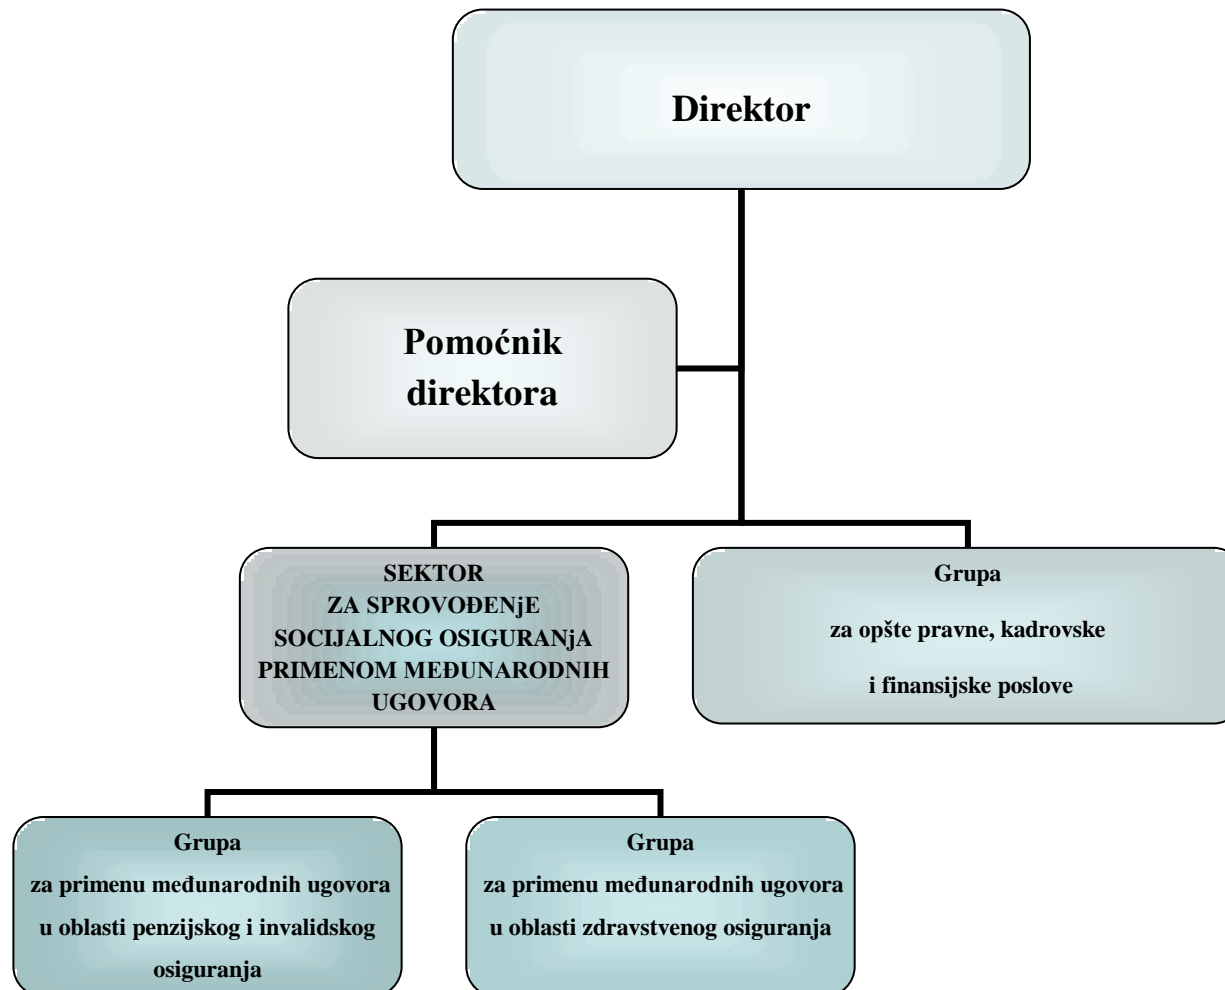 Direktor
Pomoćnik
direktora
SEKTOR
ZA SPROVOĐENjE
SOCIJALNOG OSIGURANjA
PRIMENOM MEĐUNARODNIH
UGOVORA
Grupa
za opšte pravne, kadrovske
i finansijske poslove
Grupa
za primenu međunarodnih ugovora
u oblasti penzijskog i invalidskog
osiguranja
Grupa
za primenu međunarodnih ugovora
u oblasti zdravstvenog osiguranja